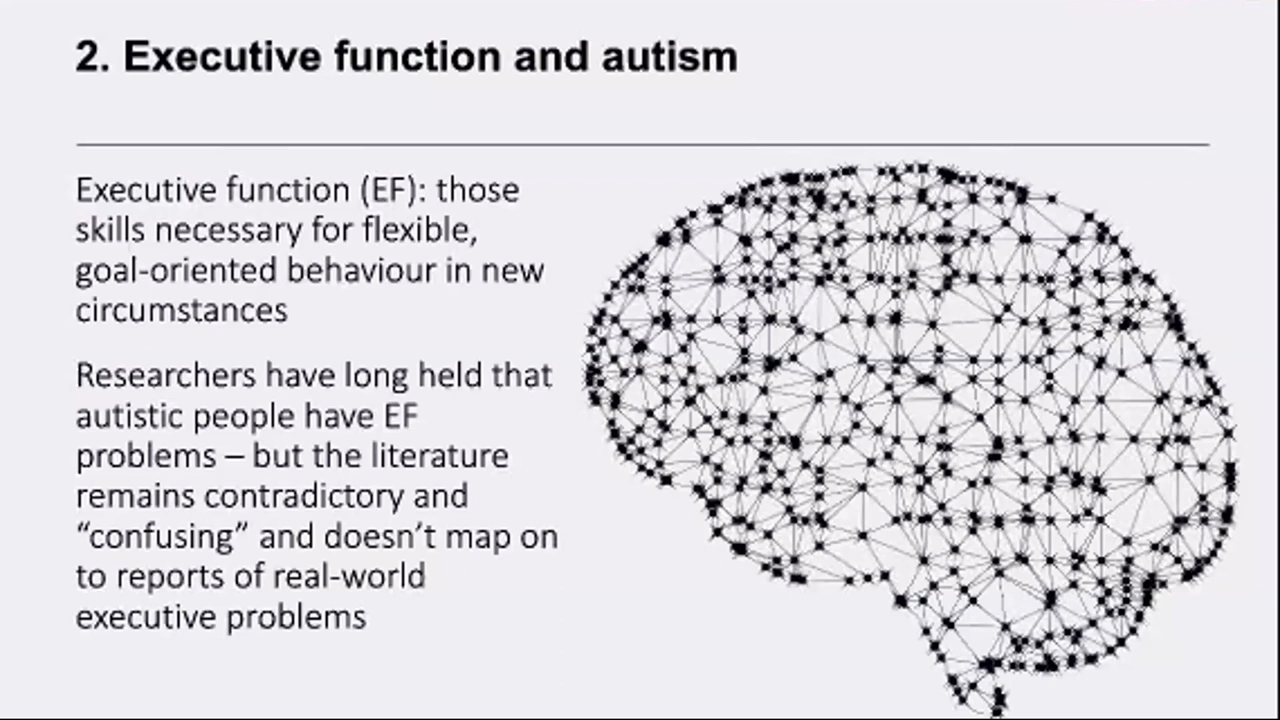 2. Executive function and autism
Executive function (EF): those
skills necessary for flexible,
goal-oriented behaviour in new
circumstances
Researchers have long held that
autistic people have EF
problems – but the literature
remains contradictory and
“confusing” and doesn’t map on
to reports of real-world
executive problems